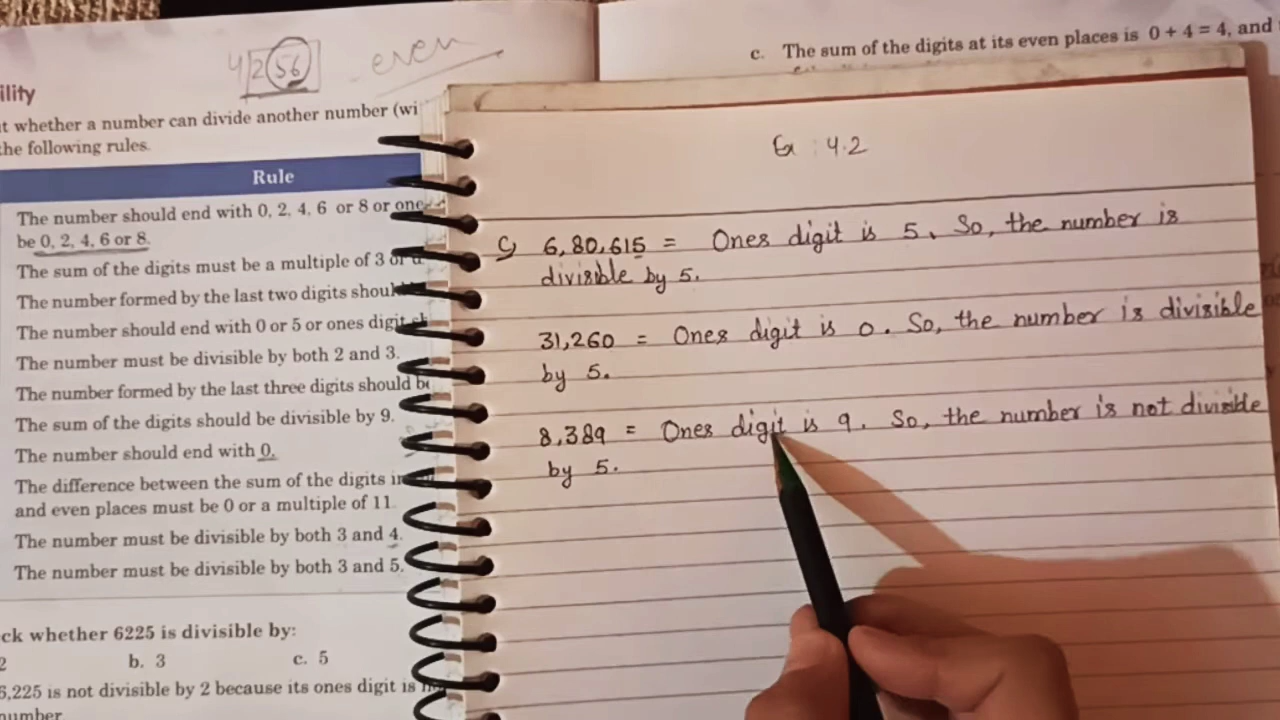 4 2 56 even
c. The sum of the digits at its even places is 0 + 4 = 4, and
ility
t whether a number can divide another number (wi
the following rules.
Rule
The number should end with 0, 2, 4, 6 or 8 or one
be 0, 2, 4, 6 or 8.
The sum of the digits must be a multiple of 3 or
The number formed by the last two digits shoul
The number should end with 0 or 5 or ones digit
The number must be divisible by both 2 and 3.
The number formed by the last three digits should b
The sum of the digits should be divisible by 9.
The number should end with 0.
The difference between the sum of the digits in
and even places must be 0 or a multiple of 11.
The number must be divisible by both 3 and 4.
The number must be divisible by both 3 and 5.
ck whether 6225 is divisible by:
2 b. 3 c. 5
6,225 is not divisible by 2 because its ones digit is
number.
Ex : 4.2
c) 6,80,615 = Ones digit is 5. So, the number is
divisible by 5.
31,260 = Ones digit is 0. So, the number is divisible
by 5.
8,389 = Ones digit is 9. So, the number is not divisible
by 5.